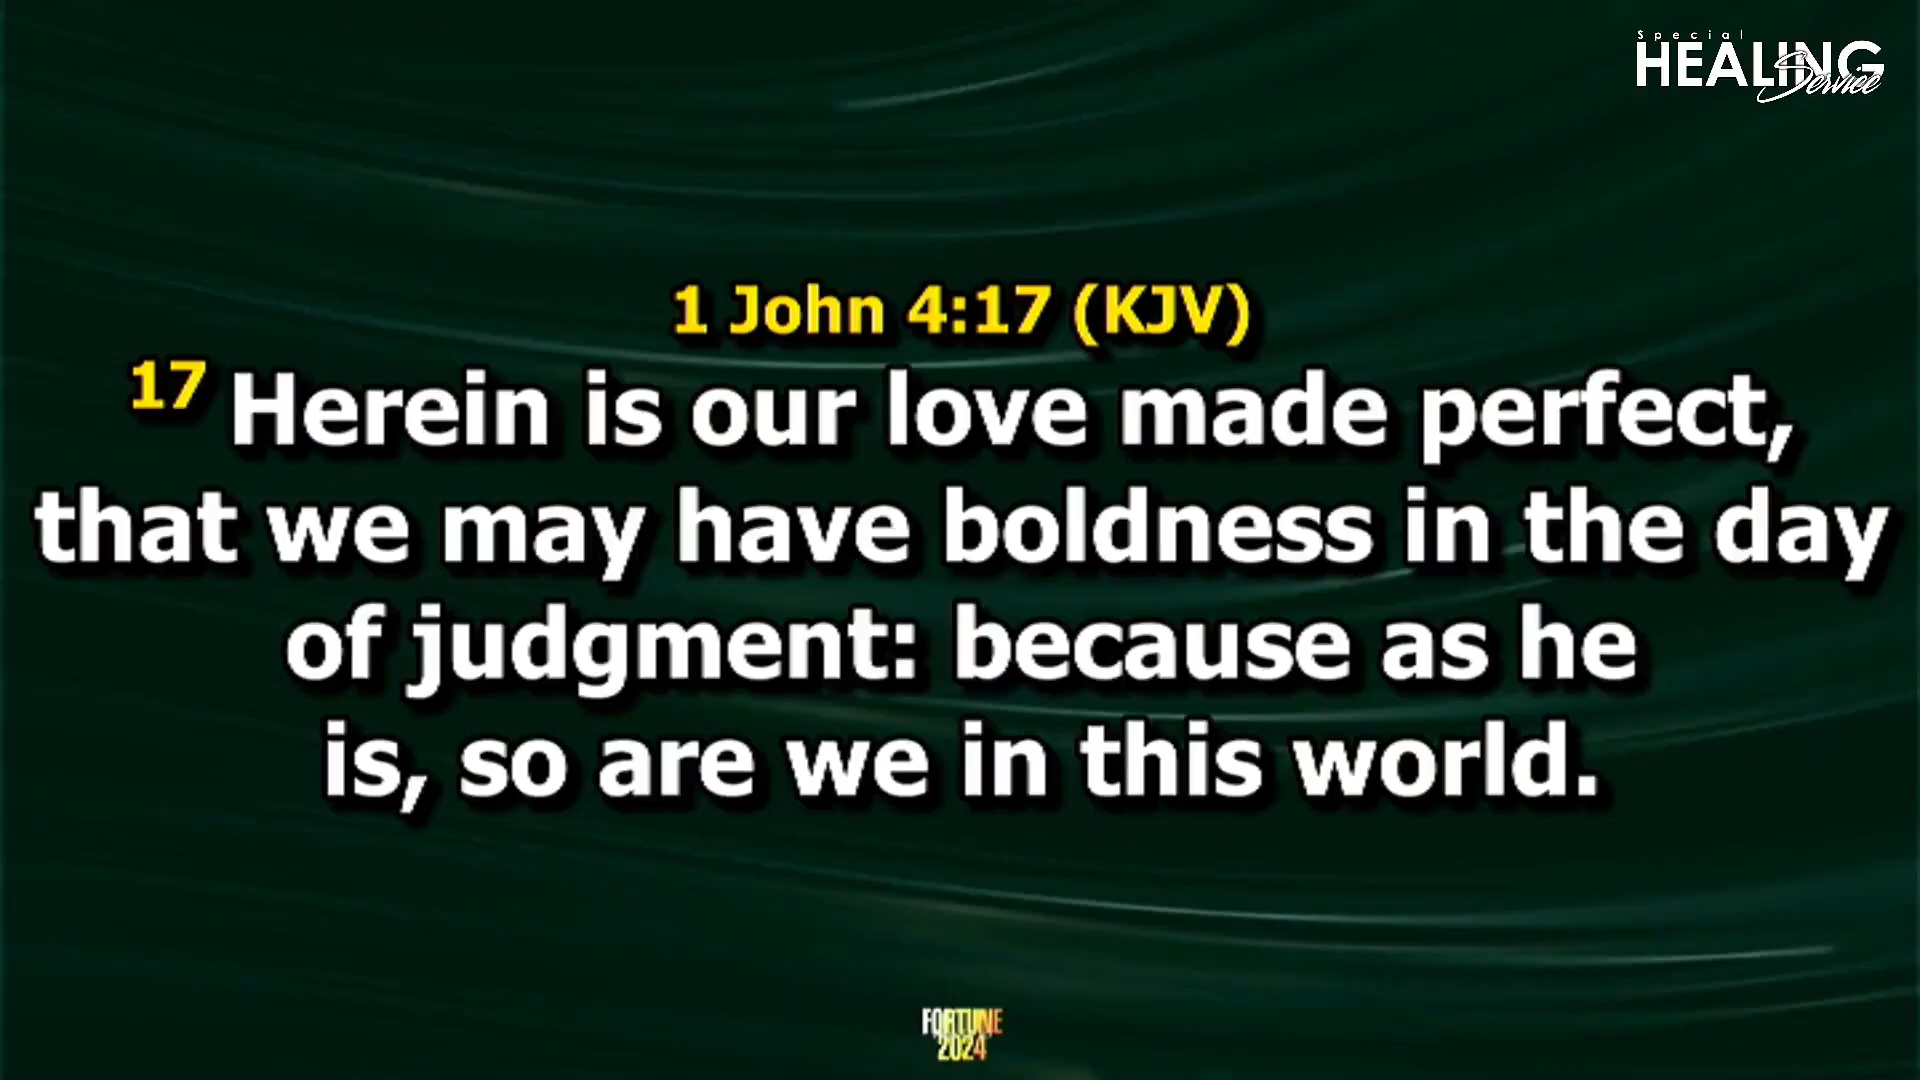 Special
HEALING
Service
1 John 4:17 (KJV)
17 Herein is our love made perfect,
that we may have boldness in the day
of judgment: because as he
is, so are we in this world.
FORTUNE
2024